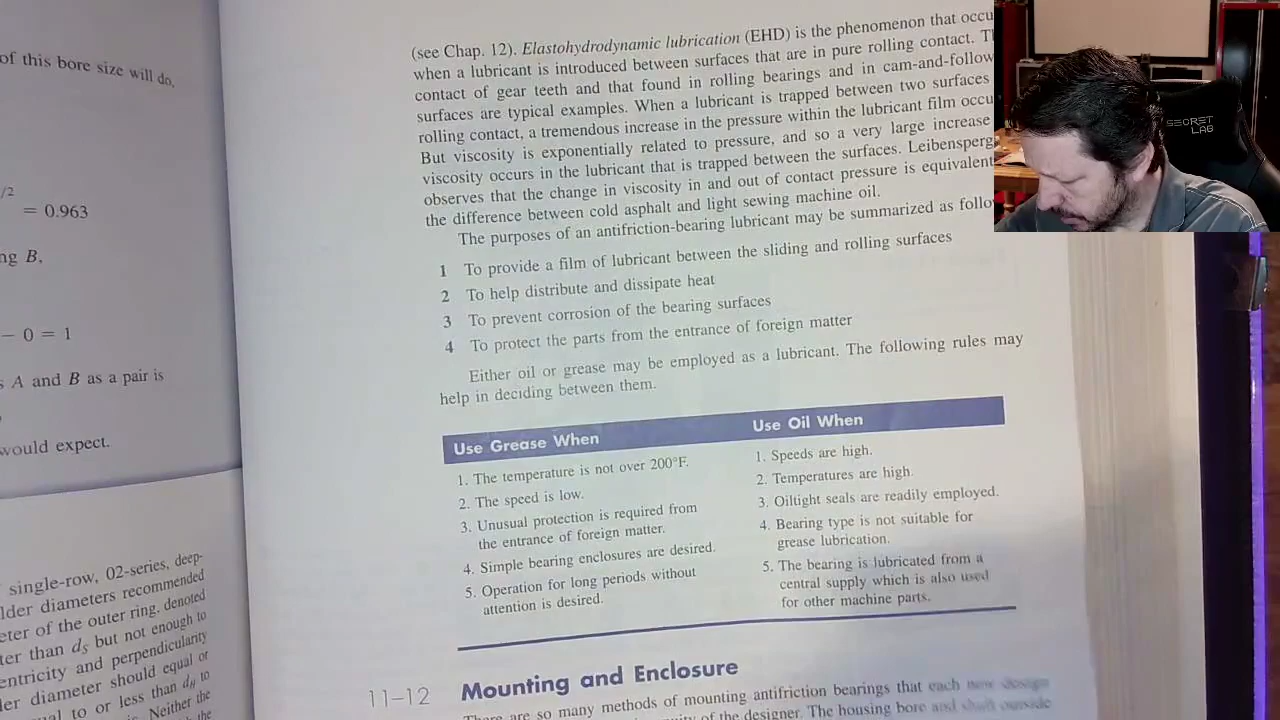 of this bore size will do,
/2
= 0.963
ng B,
– 0 = 1
s A and B as a pair is
would expect.
single-row, 02-series, deep-
lder diameters recommended
eter of the outer ring, denoted
ter than dS but not enough to
entricity and perpendicularity
er diameter should equal or
ual to or less than dH to
Neither the
(see Chap. 12). Elastohydrodynamic lubrication (EHD) is the phenomenon that occu
when a lubricant is introduced between surfaces that are in pure rolling contact. T
contact of gear teeth and that found in rolling bearings and in cam-and-follow
surfaces are typical examples. When a lubricant is trapped between two surfaces
rolling contact, a tremendous increase in the pressure within the lubricant film occu
But viscosity is exponentially related to pressure, and so a very large increase
viscosity occurs in the lubricant that is trapped between the surfaces. Leibensperg
observes that the change in viscosity in and out of contact pressure is equivalent
the difference between cold asphalt and light sewing machine oil.
The purposes of an antifriction-bearing lubricant may be summarized as follo
1 To provide a film of lubricant between the sliding and rolling surfaces
2 To help distribute and dissipate heat
3 To prevent corrosion of the bearing surfaces
4 To protect the parts from the entrance of foreign matter
Either oil or grease may be employed as a lubricant. The following rules may
help in deciding between them.
Use Grease When
1. The temperature is not over 200°F.
2. The speed is low.
3. Unusual protection is required from
the entrance of foreign matter.
4. Simple bearing enclosures are desired.
5. Operation for long periods without
attention is desired.
Use Oil When
1. Speeds are high.
2. Temperatures are high.
3. Oiltight seals are readily employed.
4. Bearing type is not suitable for
grease lubrication.
5. The bearing is lubricated from a
central supply which is also used
for other machine parts.
11–12 Mounting and Enclosure
There are so many methods of mounting antifriction bearings that each new design
of the designer. The housing bore and shaft outside
SECRET
LAB